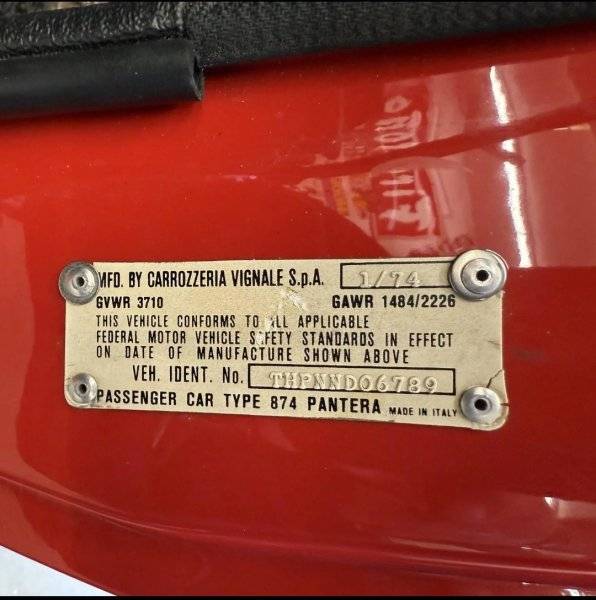 MFD. BY CARROZZERIA VIGNALE S.p.A. 1/74
GVWR 3710 GAWR 1484/2226
THIS VEHICLE CONFORMS TO ALL APPLICABLE
FEDERAL MOTOR VEHICLE SAFETY STANDARDS IN EFFECT
ON DATE OF MANUFACTURE SHOWN ABOVE
VEH. IDENT. No. THPNND06789
PASSENGER CAR TYPE 874 PANTERA MADE IN ITALY